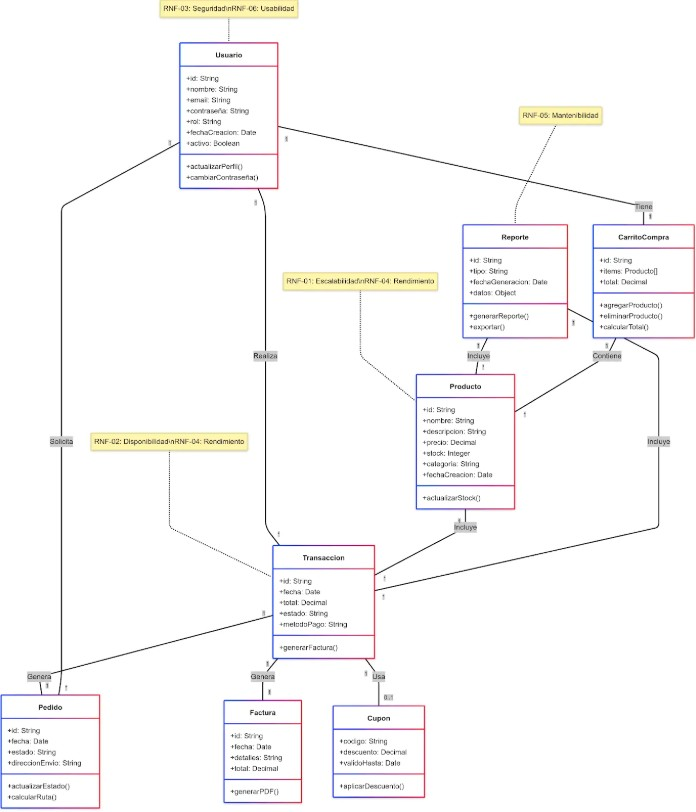 RNF-03: Seguridad\nRNF-06: Usabilidad
Usuario
+id: String
+nombre: String
+email: String
+contraseña: String
+rol: String
+fechaCreacion: Date
+activo: Boolean
+actualizarPerfil()
+cambiarContraseña()
RNF-05: Mantenibilidad
Tiene
Reporte
+id: String
+tipo: String
+fechaGeneracion: Date
+datos: Object
+generarReporte()
+exportar()
CarritoCompra
+id: String
+items: Producto[]
+total: Decimal
+agregarProducto()
+eliminarProducto()
+calcularTotal()
RNF-01: Escalabilidad\nRNF-04: Rendimiento
Realiza
Incluye
Contiene
Producto
+id: String
+nombre: String
+descripcion: String
+precio: Decimal
+stock: Integer
+categoria: String
+fechaCreacion: Date
+actualizarStock()
RNF-02: Disponibilidad\nRNF-04: Rendimiento
Solicita
Incluye
Incluye
Transaccion
+id: String
+fecha: Date
+total: Decimal
+estado: String
+metodoPago: String
+generarFactura()
Genera
Genera
Usa
Pedido
+id: String
+fecha: Date
+estado: String
+direccionEnvio: String
+actualizarEstado()
+calcularRuta()
Factura
+id: String
+fecha: Date
+detalles: String
+total: Decimal
+generarPDF()
Cupon
+codigo: String
+descuento: Decimal
+validoHasta: Date
+aplicarDescuento()